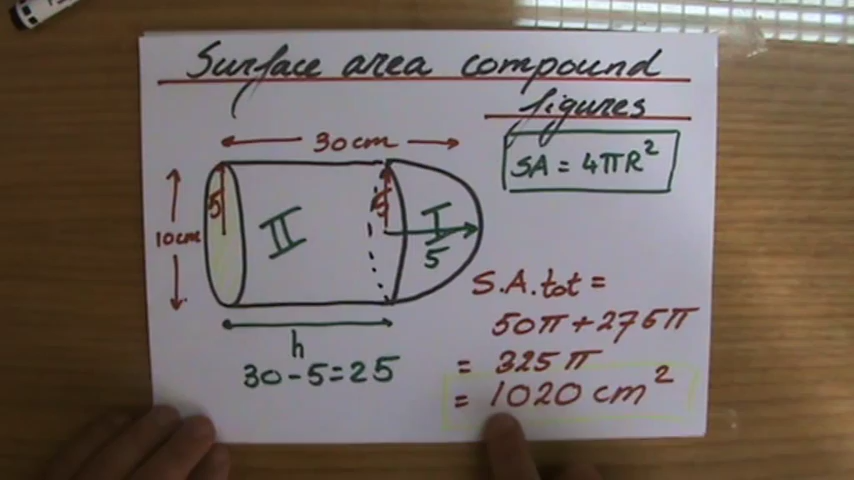 Surface area compound
figures
30cm
SA = 4πR²
5
5
10cm
II
I
5
S.A.tot =
50π+275π
h
= 325π
30-5=25
= 1020 cm²